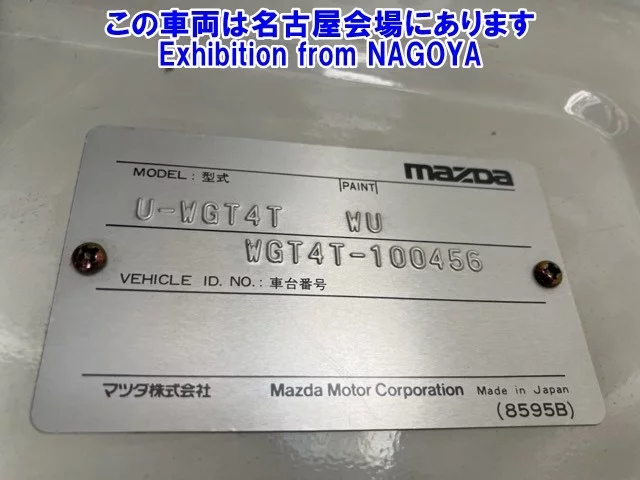 この車両は名古屋会場にあります
Exhibition from NAGOYA
mazDa
MODEL：型式
PAINT
U-WGT4T WU
WGT4T-100456
VEHICLE ID. NO.：車台番号
マツダ株式会社 Mazda Motor Corporation Made in Japan
(8595B)